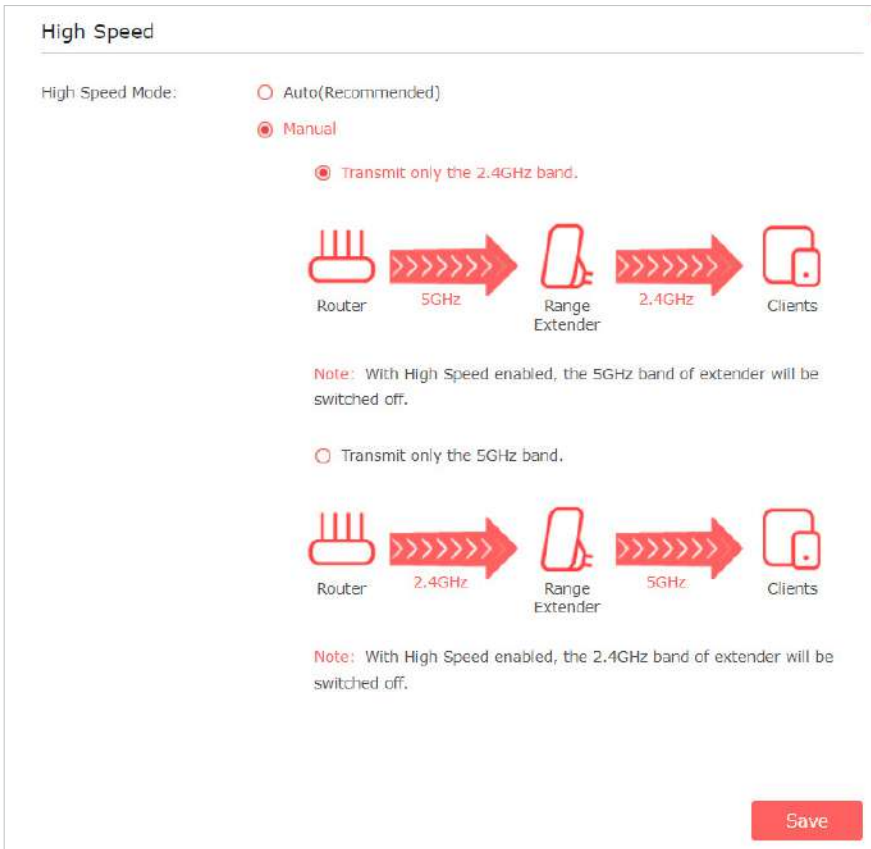 High Speed
High Speed Mode:
Auto(Recommended)
Manual
Transmit only the 2.4GHz band.
5GHz
2.4GHz
Router
Range
Extender
Clients
Note: With High Speed enabled, the 5GHz band of extender will be
switched off.
Transmit only the 5GHz band.
2.4GHz
5GHz
Router
Range
Extender
Clients
Note: With High Speed enabled, the 2.4GHz band of extender will be
switched off.
Save